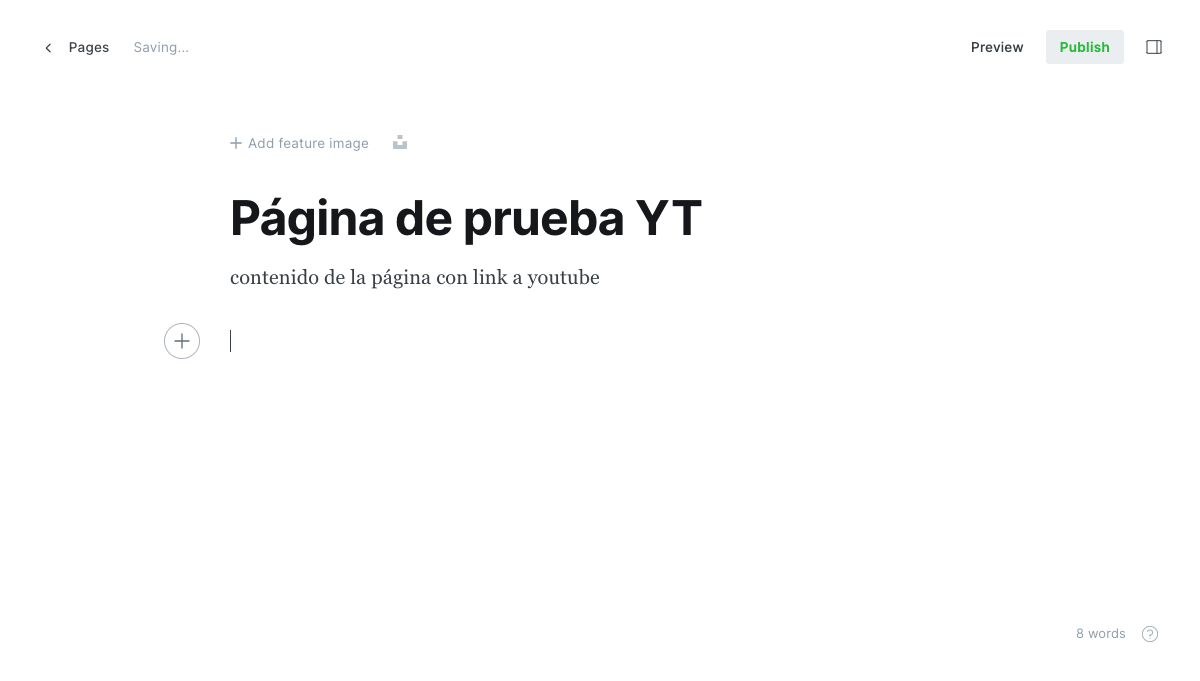 Pages
Saving...
Preview
Publish
Add feature image
Página de prueba YT
contenido de la página con link a youtube
8 words
?